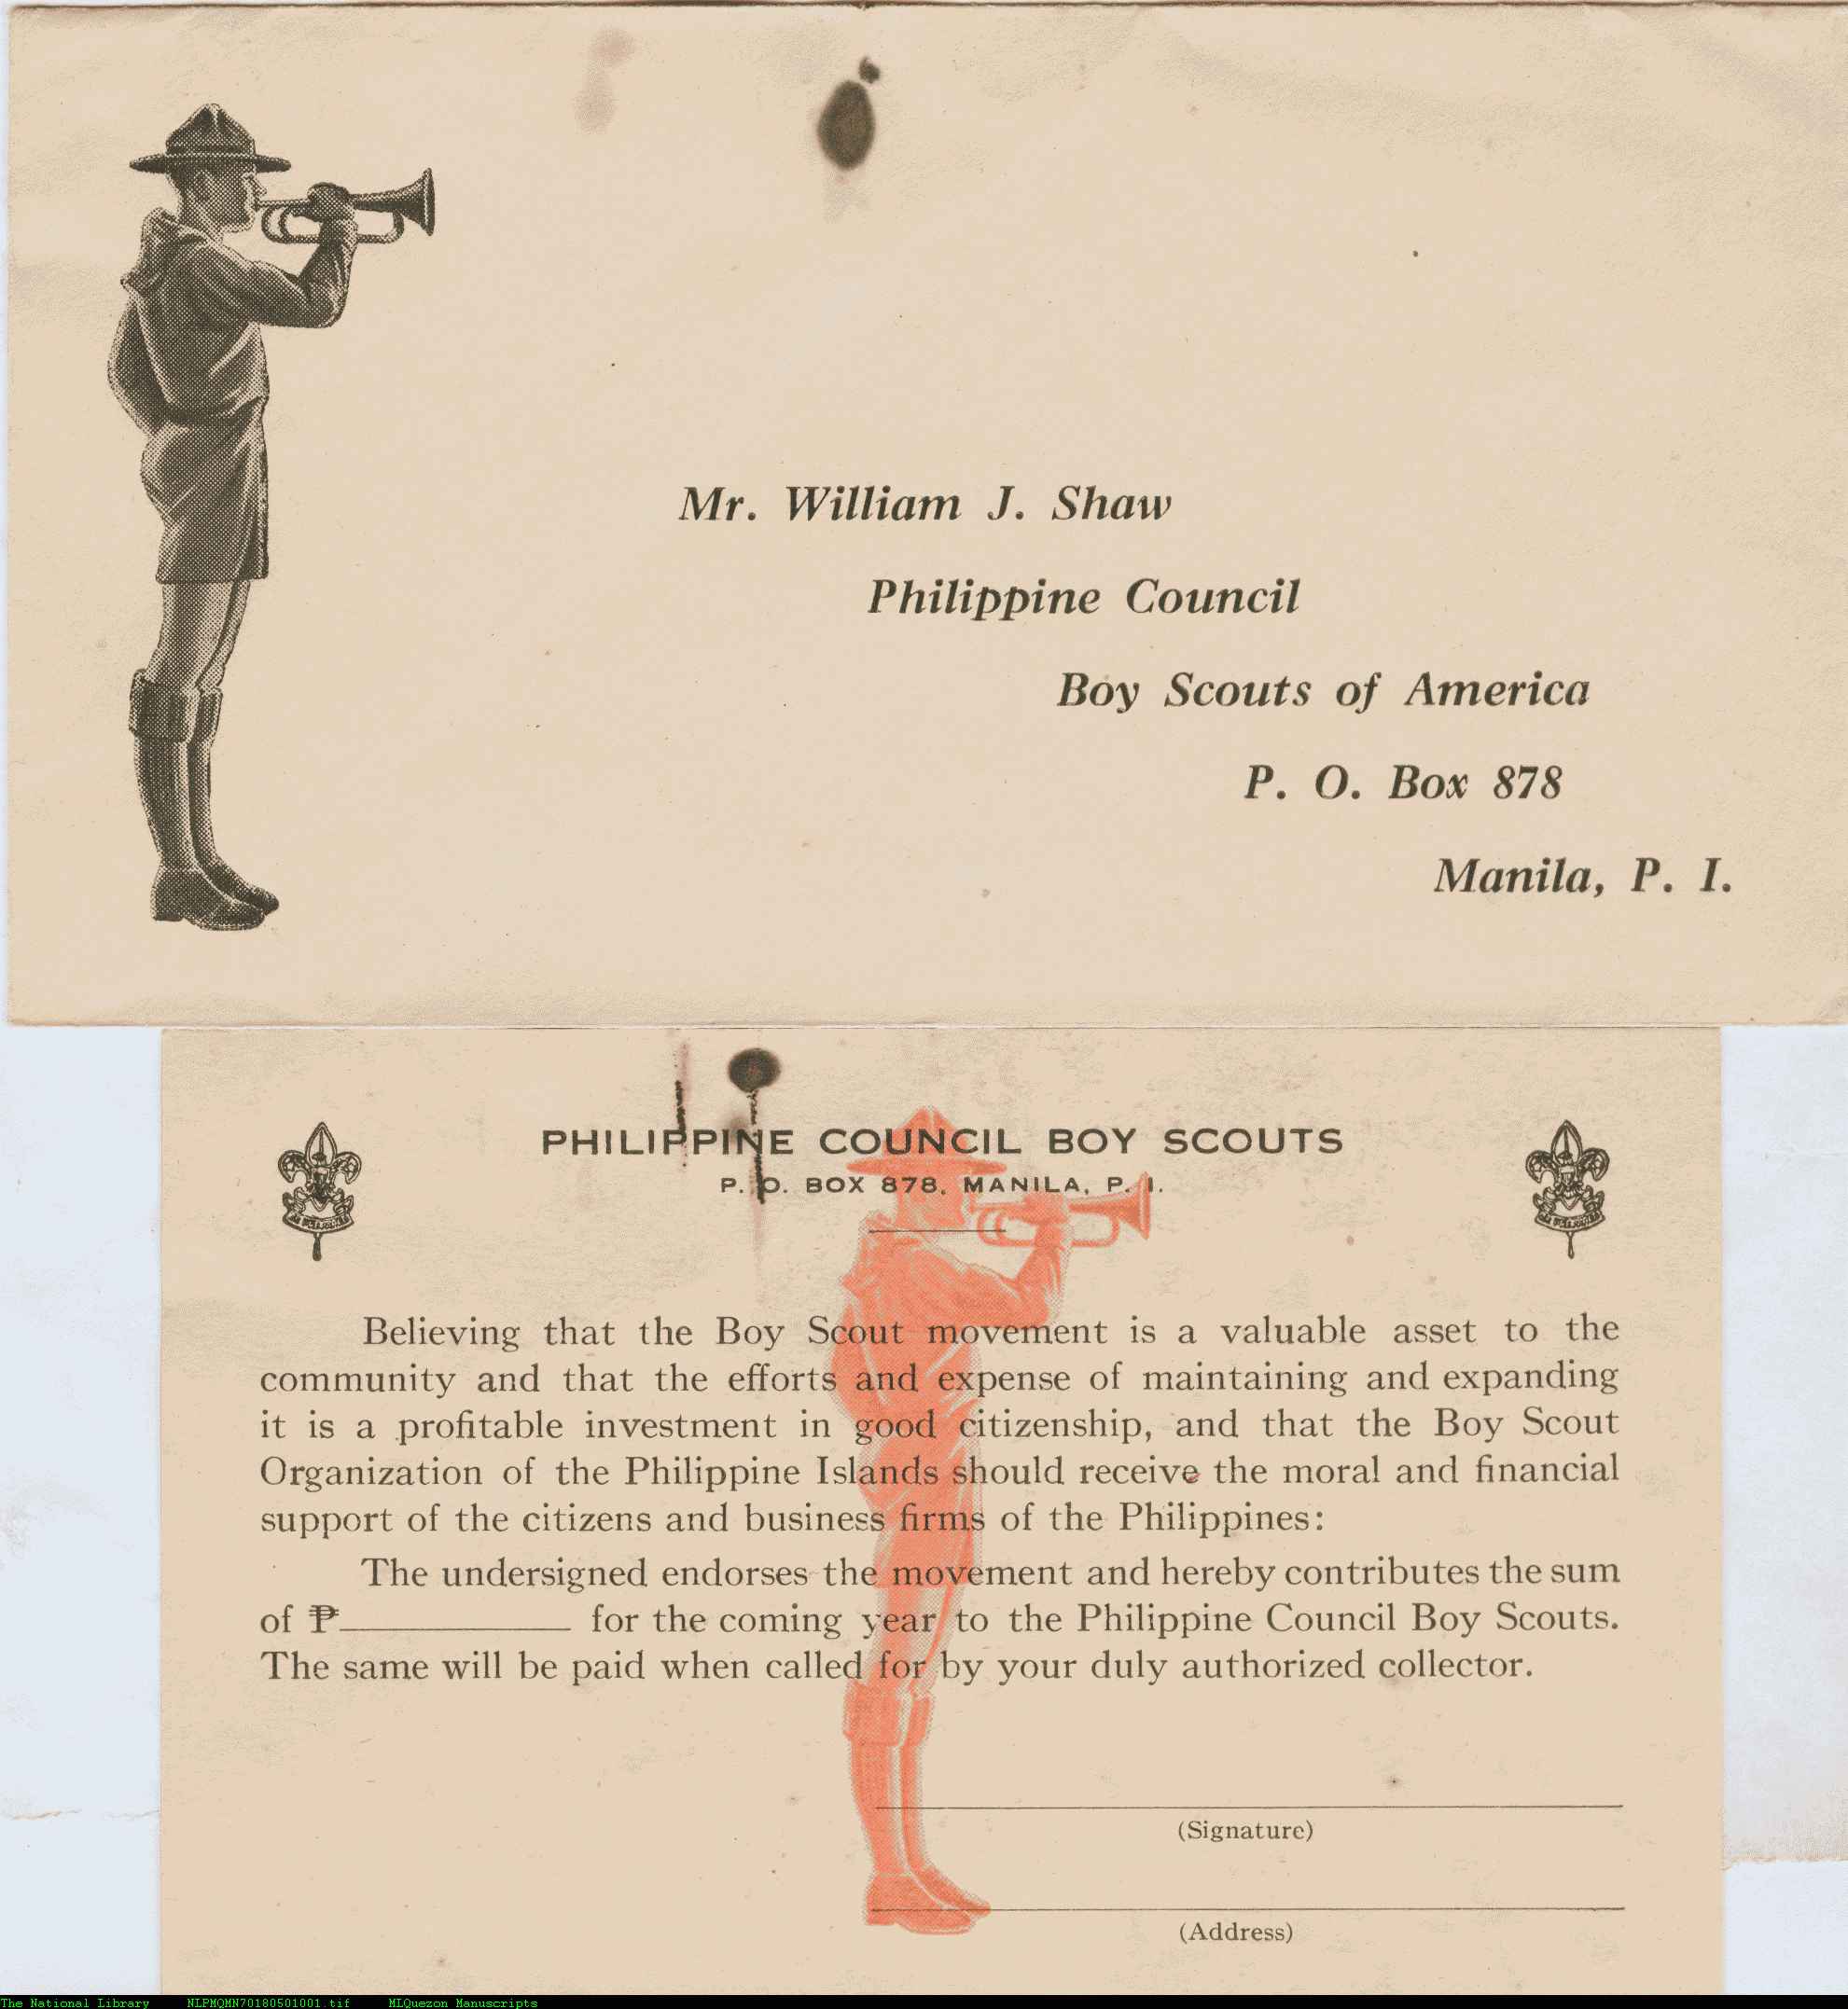 Mr. William J. Shaw
Philippine Council
Boy Scouts of America
P. O. Box 878
Manila, P. I.
PHILIPPINE COUNCIL BOY SCOUTS
P. O. BOX 878, MANILA, P. I.
Believing that the Boy Scout movement is a valuable asset to the
community and that the efforts and expense of maintaining and expanding
it is a profitable investment in good citizenship, and that the Boy Scout
Organization of the Philippine Islands should receive the moral and financial
support of the citizens and business firms of the Philippines:
The undersigned endorses the movement and hereby contributes the sum
of ₱__________ for the coming year to the Philippine Council Boy Scouts.
The same will be paid when called for by your duly authorized collector.
(Signature)
(Address)
The National Library NLPMQMN70180501001.tif MLQuezon Manuscripts